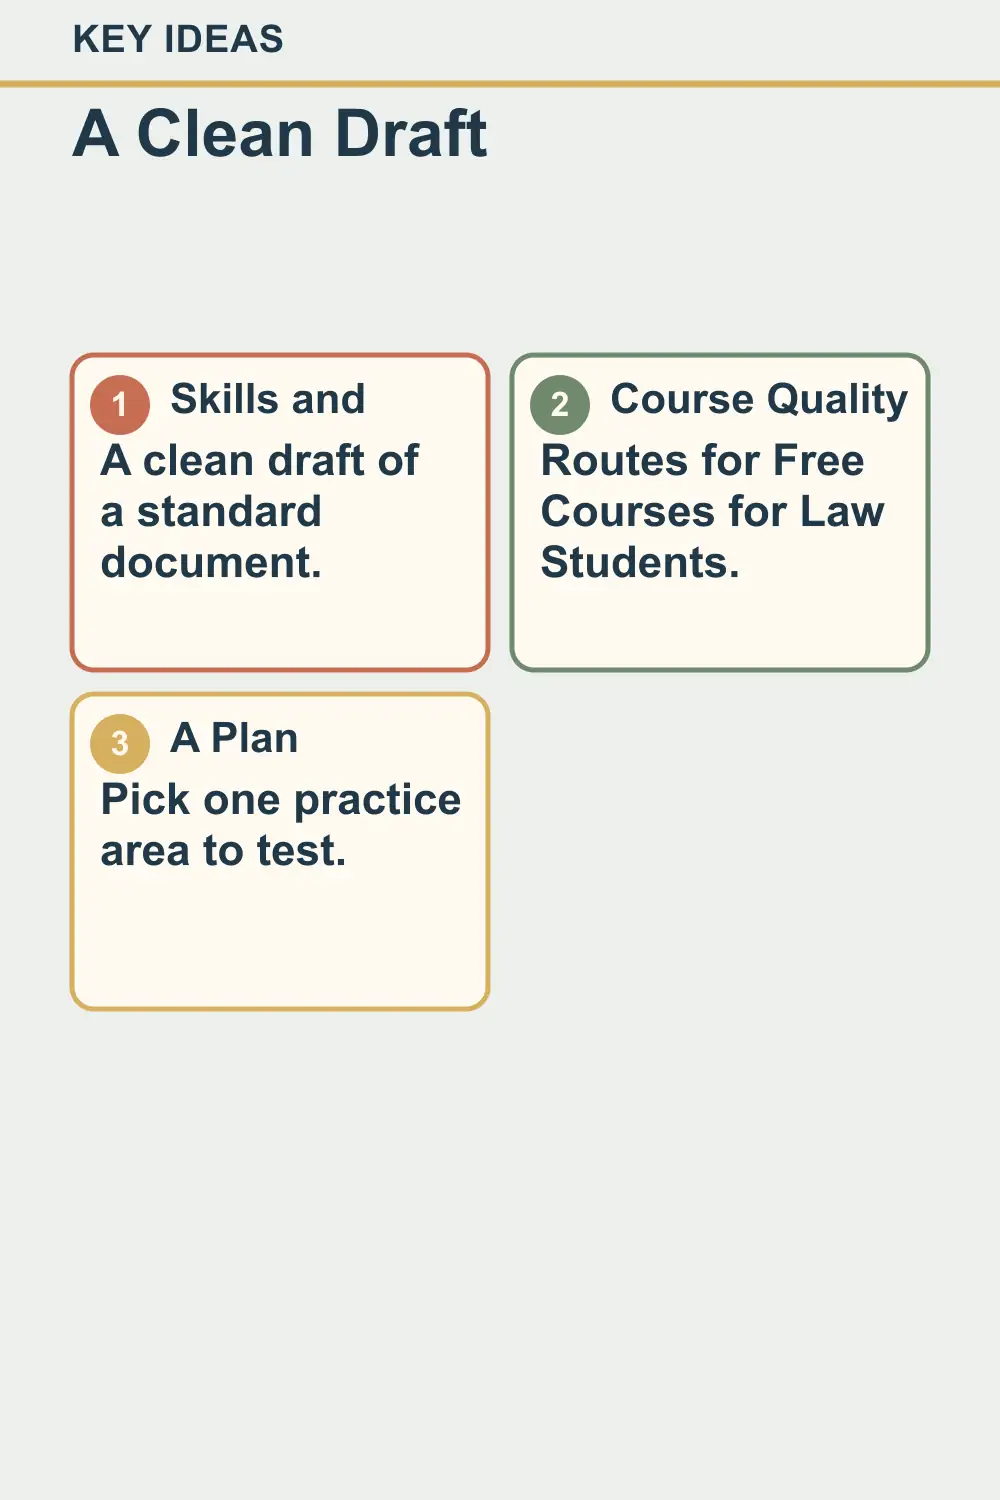 KEY IDEAS
A Clean Draft
1 Skills and
A clean draft of
a standard
document.
2 Course Quality
Routes for Free
Courses for Law
Students.
3 A Plan
Pick one practice
area to test.